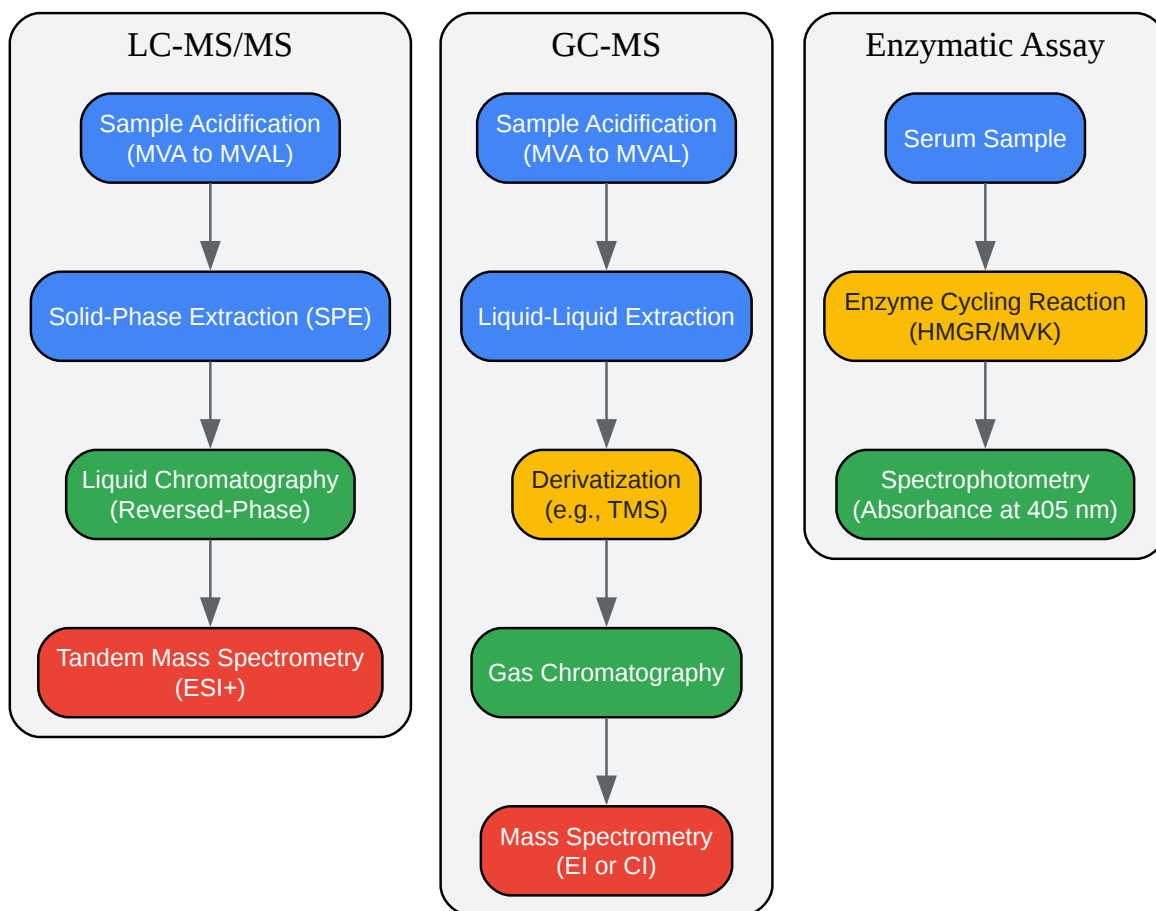 LC-MS/MS
Sample Acidification
(MVA to MVAL)
Solid-Phase Extraction (SPE)
Liquid Chromatography
(Reversed-Phase)
Tandem Mass Spectrometry
(ESI+)
GC-MS
Sample Acidification
(MVA to MVAL)
Liquid-Liquid Extraction
Derivatization
(e.g., TMS)
Gas Chromatography
Mass Spectrometry
(EI or CI)
Enzymatic Assay
Serum Sample
Enzyme Cycling Reaction
(HMGR/MVK)
Spectrophotometry
(Absorbance at 405 nm)